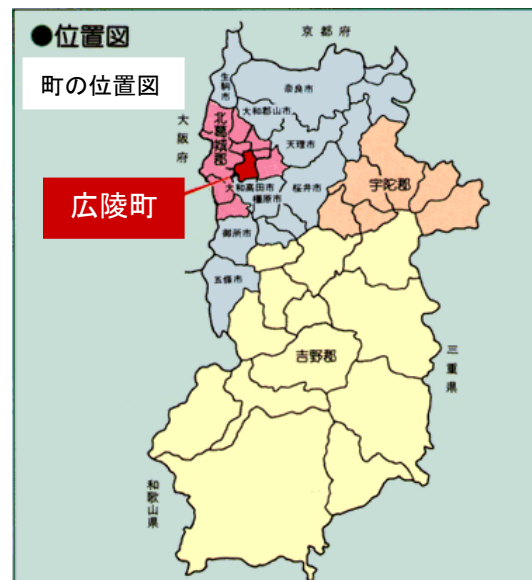 ●位置図
町の位置図
京都府
生駒市
奈良市
大阪府
北葛城郡
大和郡山市
天理市
広陵町
大和高田市
橿原市
桜井市
宇陀郡
御所市
五條市
吉野郡
三重県
和歌山県